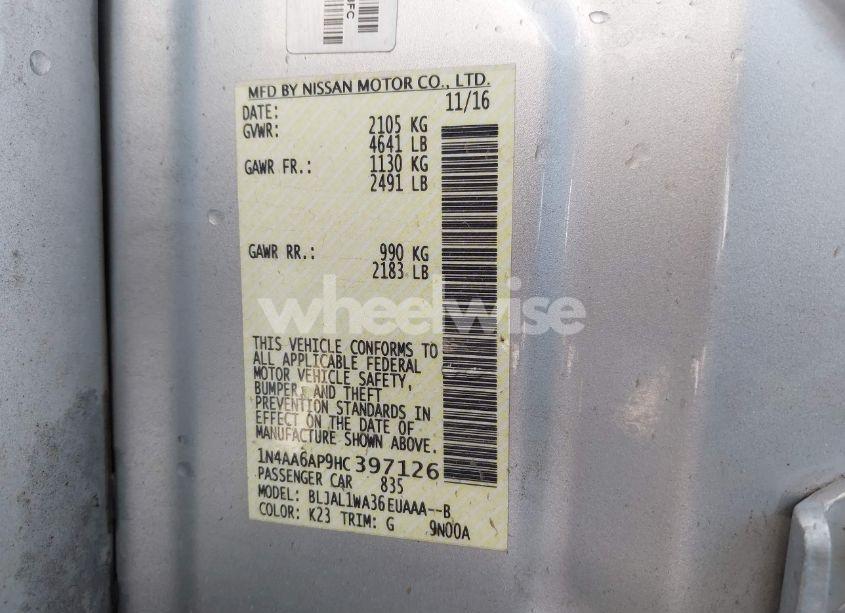 JFC
MFD BY NISSAN MOTOR CO., LTD.
DATE: 11/16
GVWR: 2105 KG
4641 LB
GAWR FR.: 1130 KG
2491 LB
GAWR RR.: 990 KG
2183 LB
wheelwise
THIS VEHICLE CONFORMS TO
ALL APPLICABLE FEDERAL
MOTOR VEHICLE SAFETY,
BUMPER, AND THEFT
PREVENTION STANDARDS IN
EFFECT ON THE DATE OF
MANUFACTURE SHOWN ABOVE.
1N4AA6AP9HC397126
PASSENGER CAR 835
MODEL: BLJAL1WA36EUAAA--B
COLOR: K23 TRIM: G 9N00A